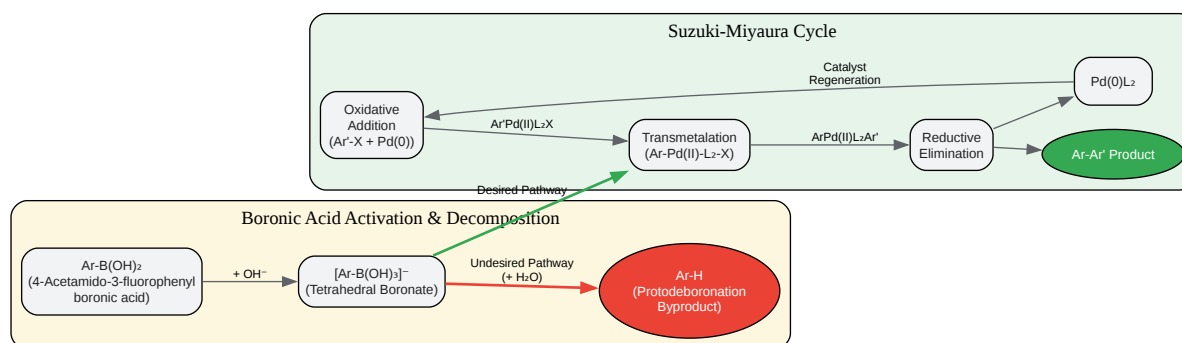 Suzuki-Miyaura Cycle
Catalyst
Regeneration
Pd(0)L₂
Oxidative
Addition
(Ar'-X + Pd(0))
Ar'Pd(II)L₂X
Transmetalation
(Ar-Pd(II)-L₂-X)
ArPd(II)L₂Ar'
Reductive
Elimination
Ar-Ar' Product
Desired Pathway
Boronic Acid Activation & Decomposition
Ar-B(OH)₂
(4-Acetamido-3-fluorophenyl
boronic acid)
+ OH⁻
[Ar-B(OH)₃]⁻
(Tetrahedral Boronate)
Undesired Pathway
(+ H₂O)
Ar-H
(Protodeboronation
Byproduct)